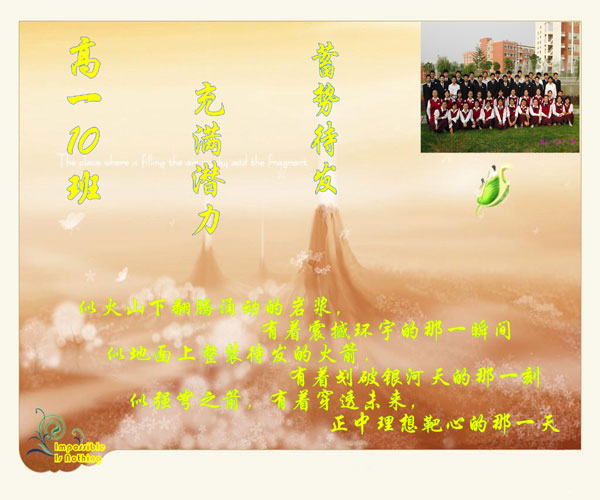 高一10班
充满潜力
蓄势待发
The place where is filling the
and the fragment
似火山下翻腾涌动的岩浆，
有着震撼环宇的那一瞬间
似地面上整装待发的火箭，
有着划破银河天的那一刻
似强弩之箭，有着穿透未来，
正中理想靶心的那一天
Impossible
Is Nothing